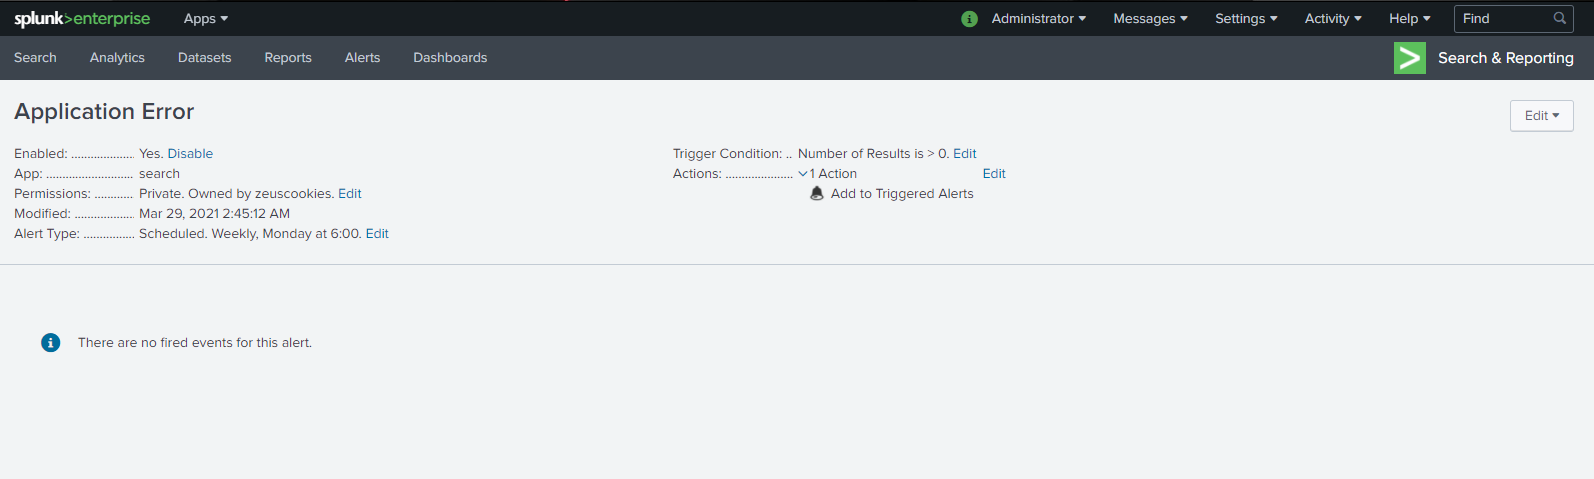 splunk>enterprise Apps Administrator Messages Settings Activity Help Find
Search Analytics Datasets Reports Alerts Dashboards Search & Reporting
Application Error
Edit
Enabled: .................... Yes. Disable
App: ........................... search
Permissions: ............ Private. Owned by zeuscookies. Edit
Modified: ................... Mar 29, 2021 2:45:12 AM
Alert Type: ................ Scheduled. Weekly, Monday at 6:00. Edit
Trigger Condition: .. Number of Results is > 0. Edit
Actions: ..................... 1 Action Edit
Add to Triggered Alerts
There are no fired events for this alert.